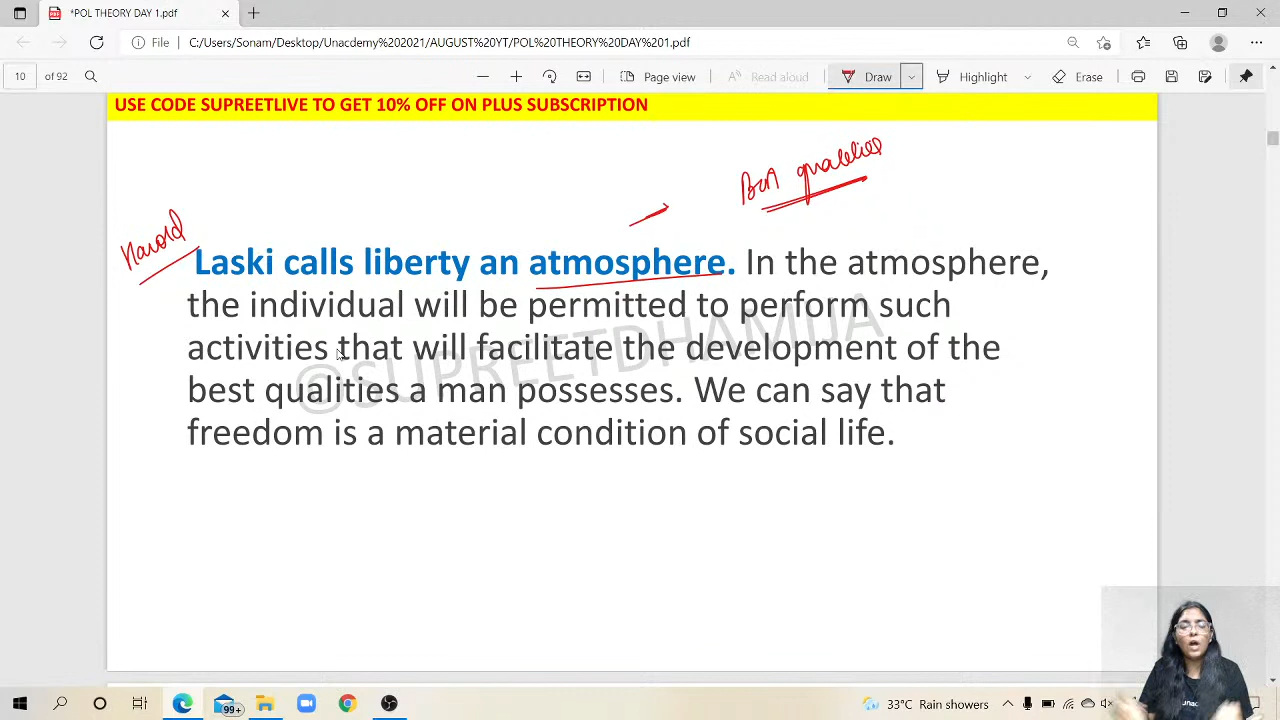 *POL THEORY DAY 1.pdf
File C:/Users/Sonam/Desktop/Unacdemy%202021/AUGUST%20YT/POL%20THEORY%20DAY%201.pdf
10 of 92 Page view Read aloud Draw Highlight Erase
USE CODE SUPREETLIVE TO GET 10% OFF ON PLUS SUBSCRIPTION
Best qualities
Harold
Laski calls liberty an atmosphere. In the atmosphere,
the individual will be permitted to perform such
activities that will facilitate the development of the
best qualities a man possesses. We can say that
freedom is a material condition of social life.
©SUPREETDHAMIJA
99+ 33°C Rain showers